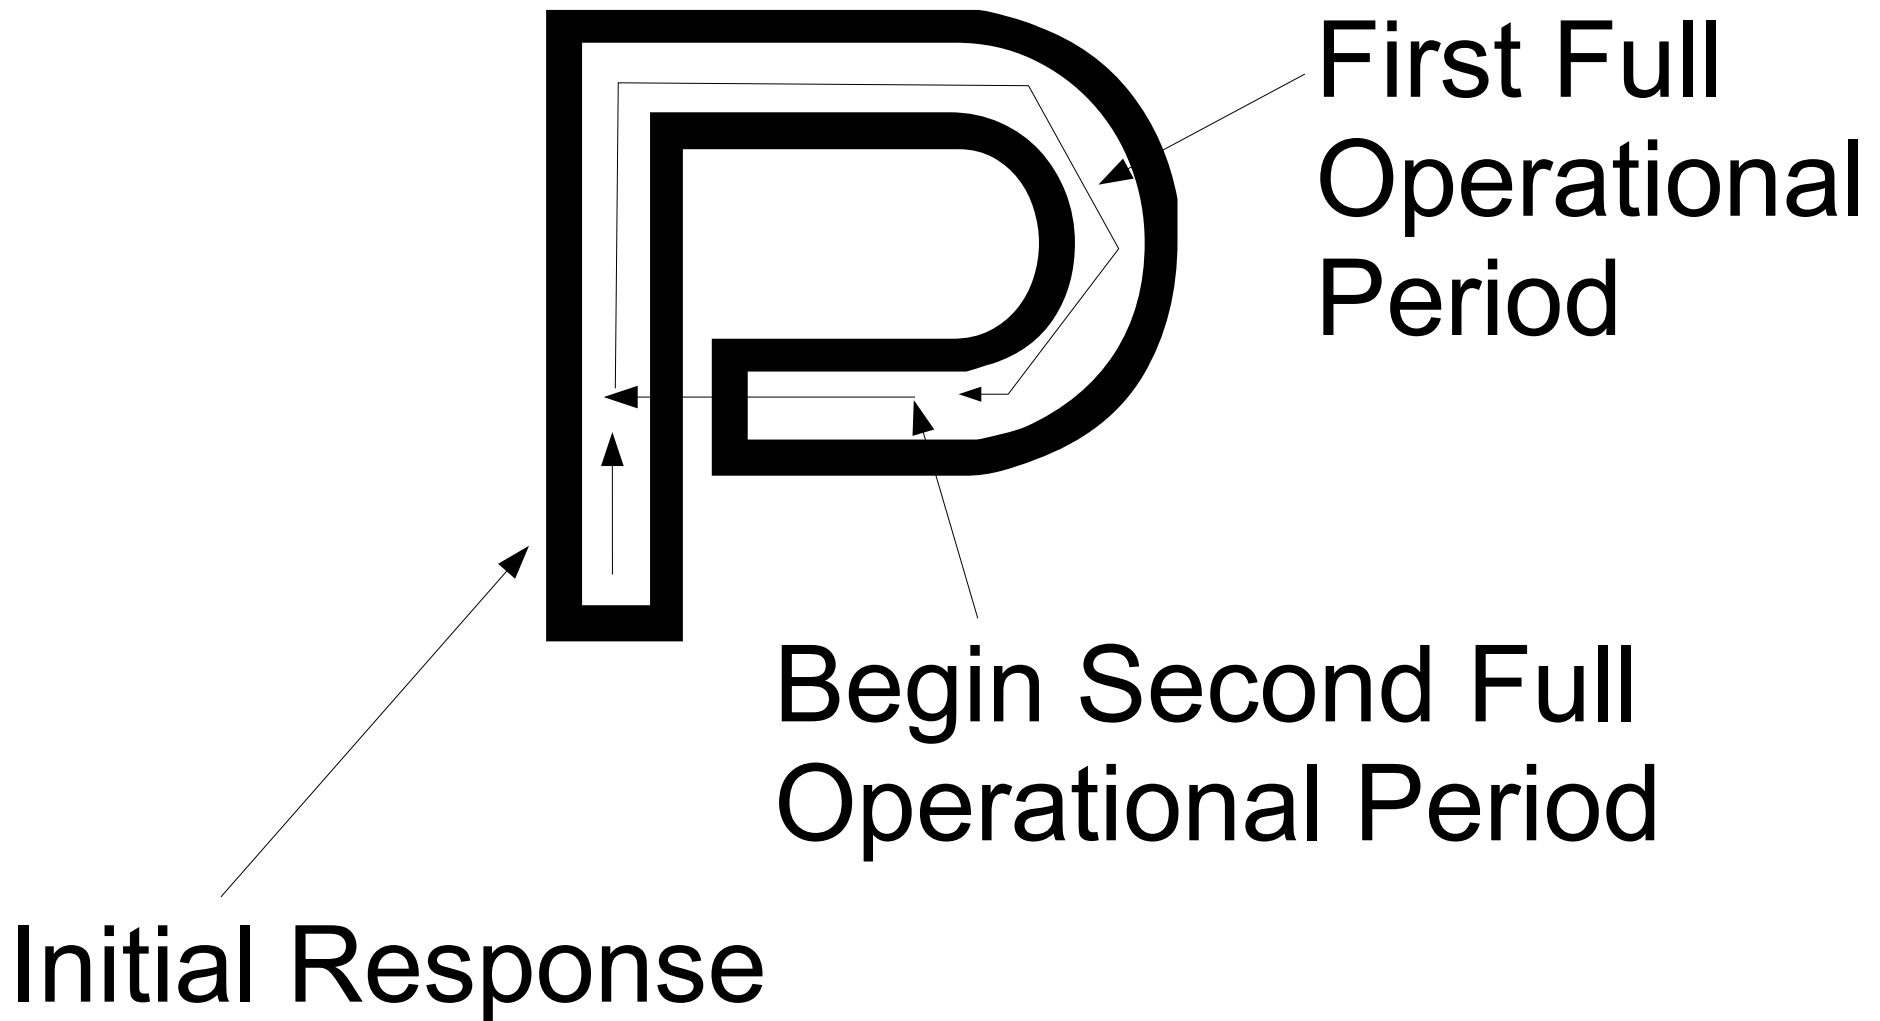 First Full
Operational
Period
Begin Second Full
Operational Period
Initial Response